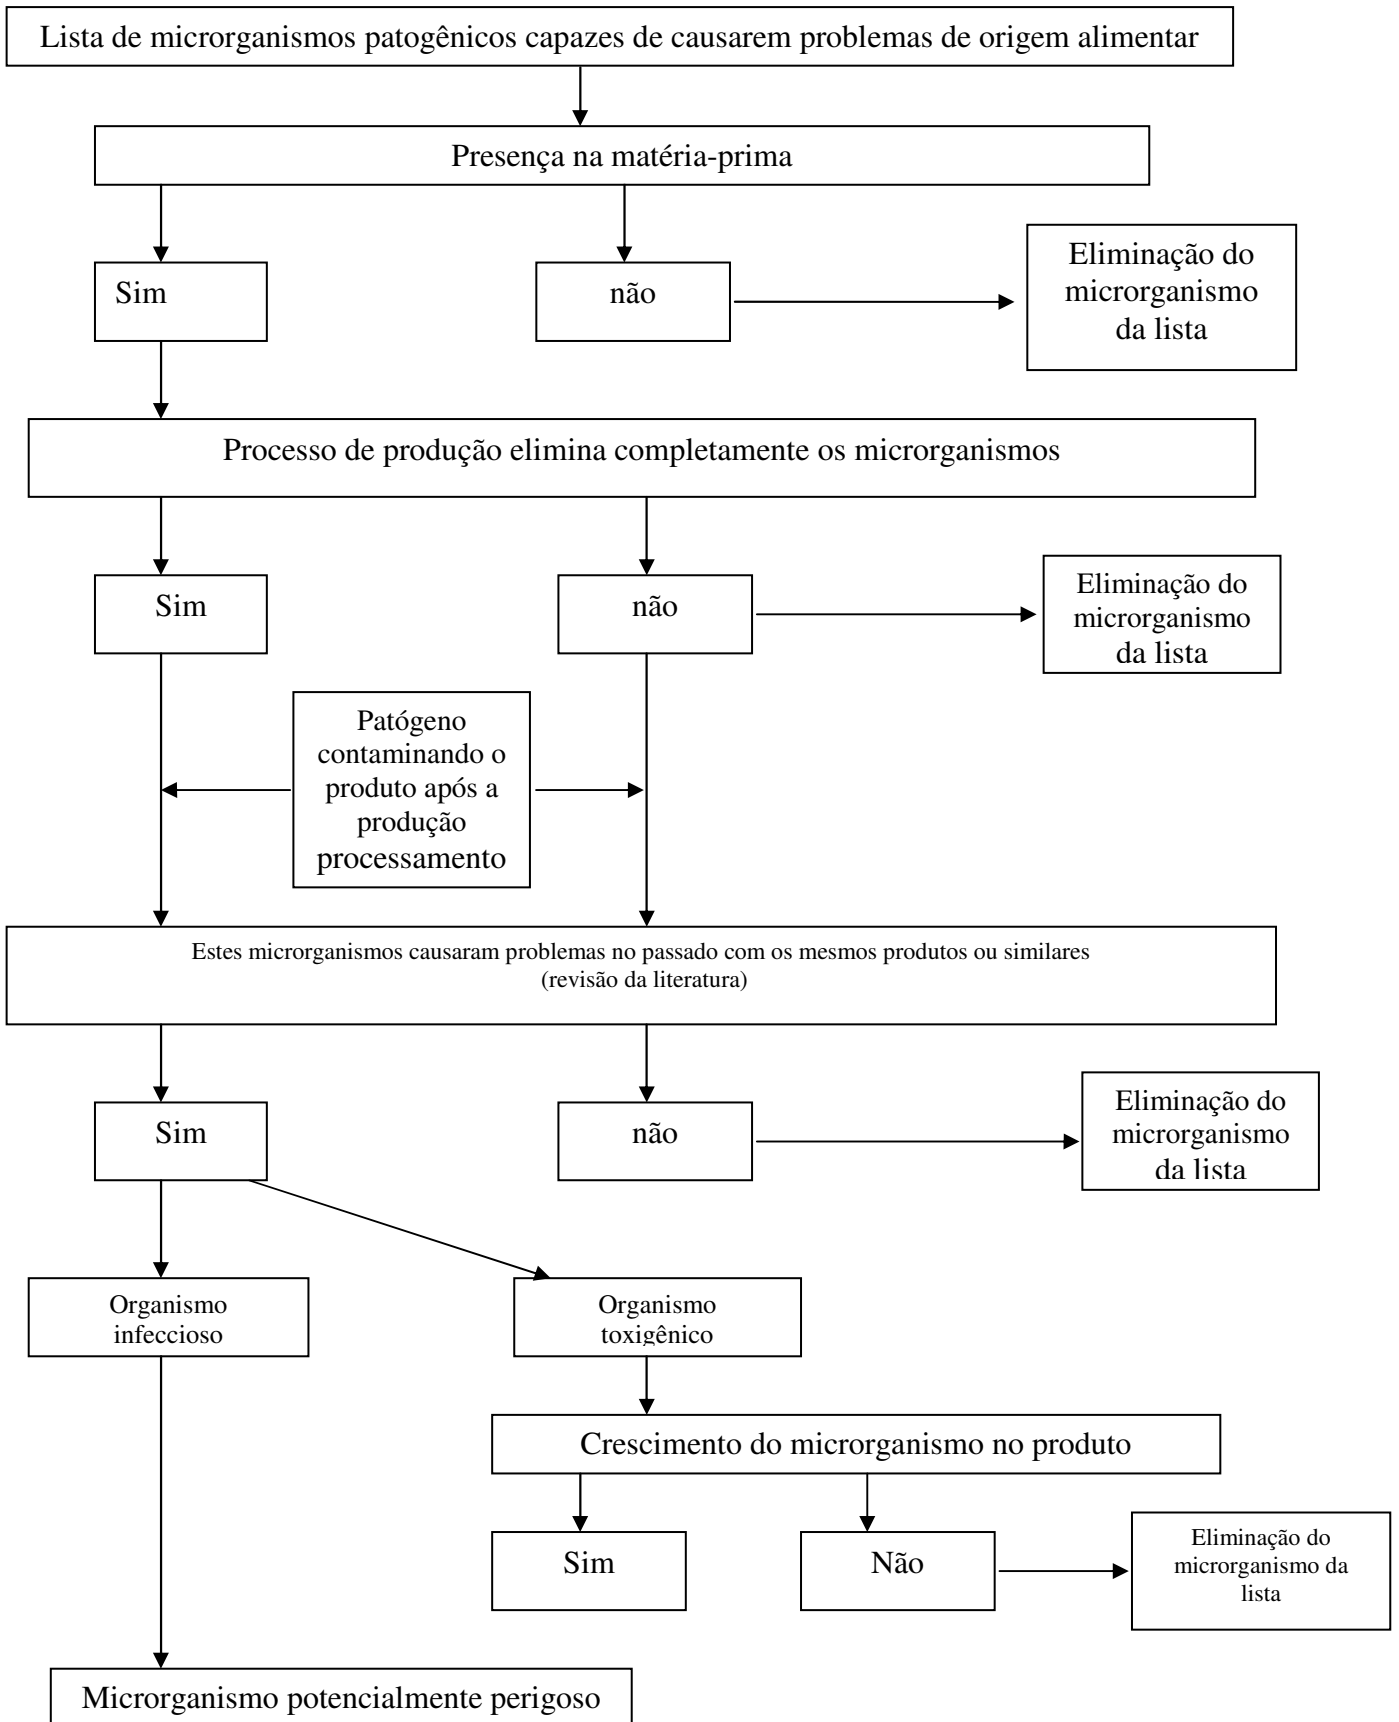 Lista de microrganismos patogênicos capazes de causarem problemas de origem alimentar
Presença na matéria-prima
Sim
não
Eliminação do
microrganismo
da lista
Processo de produção elimina completamente os microrganismos
Sim
não
Eliminação do
microrganismo
da lista
Patógeno
contaminando o
produto após a
produção
processamento
Estes microrganismos causaram problemas no passado com os mesmos produtos ou similares
(revisão da literatura)
Sim
não
Eliminação do
microrganismo
da lista
Organismo
infeccioso
Organismo
toxigênico
Crescimento do microrganismo no produto
Sim
Não
Eliminação do
microrganismo da
lista
Microrganismo potencialmente perigoso